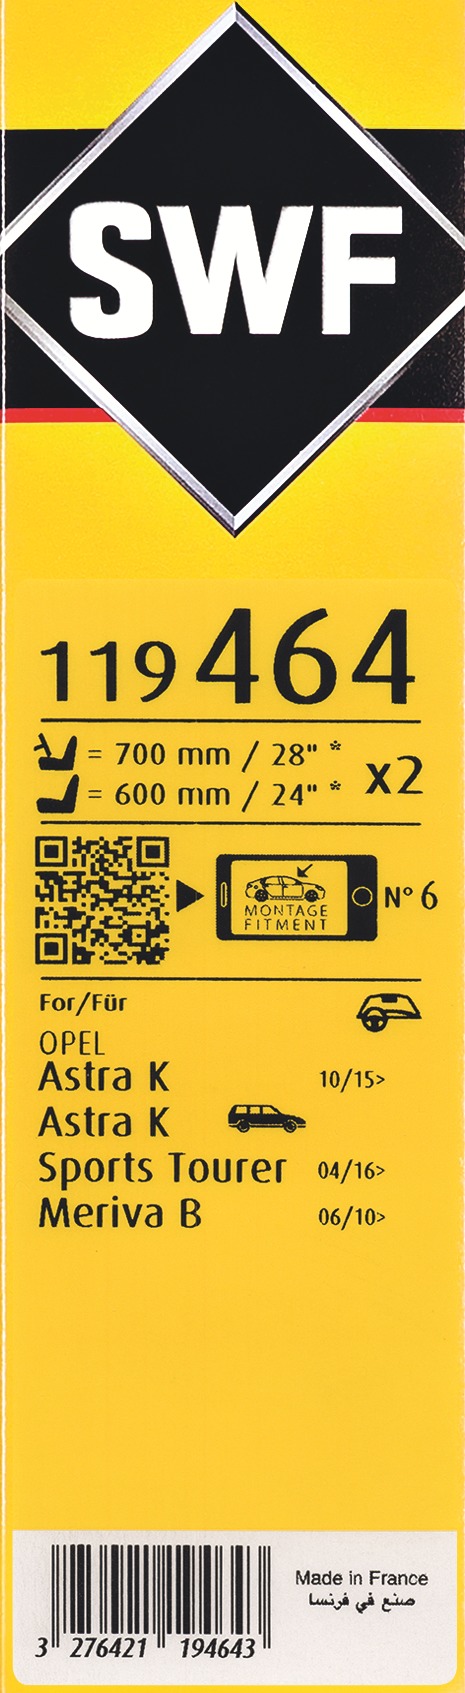 SWF
119 464
= 700 mm / 28" *
= 600 mm / 24" *
x2
MONTAGE
FITMENT
N° 6
For/Für
OPEL
Astra K 10/15>
Astra K
Sports Tourer 04/16>
Meriva B 06/10>
Made in France
صنع في فرنسا
3 276421 194643